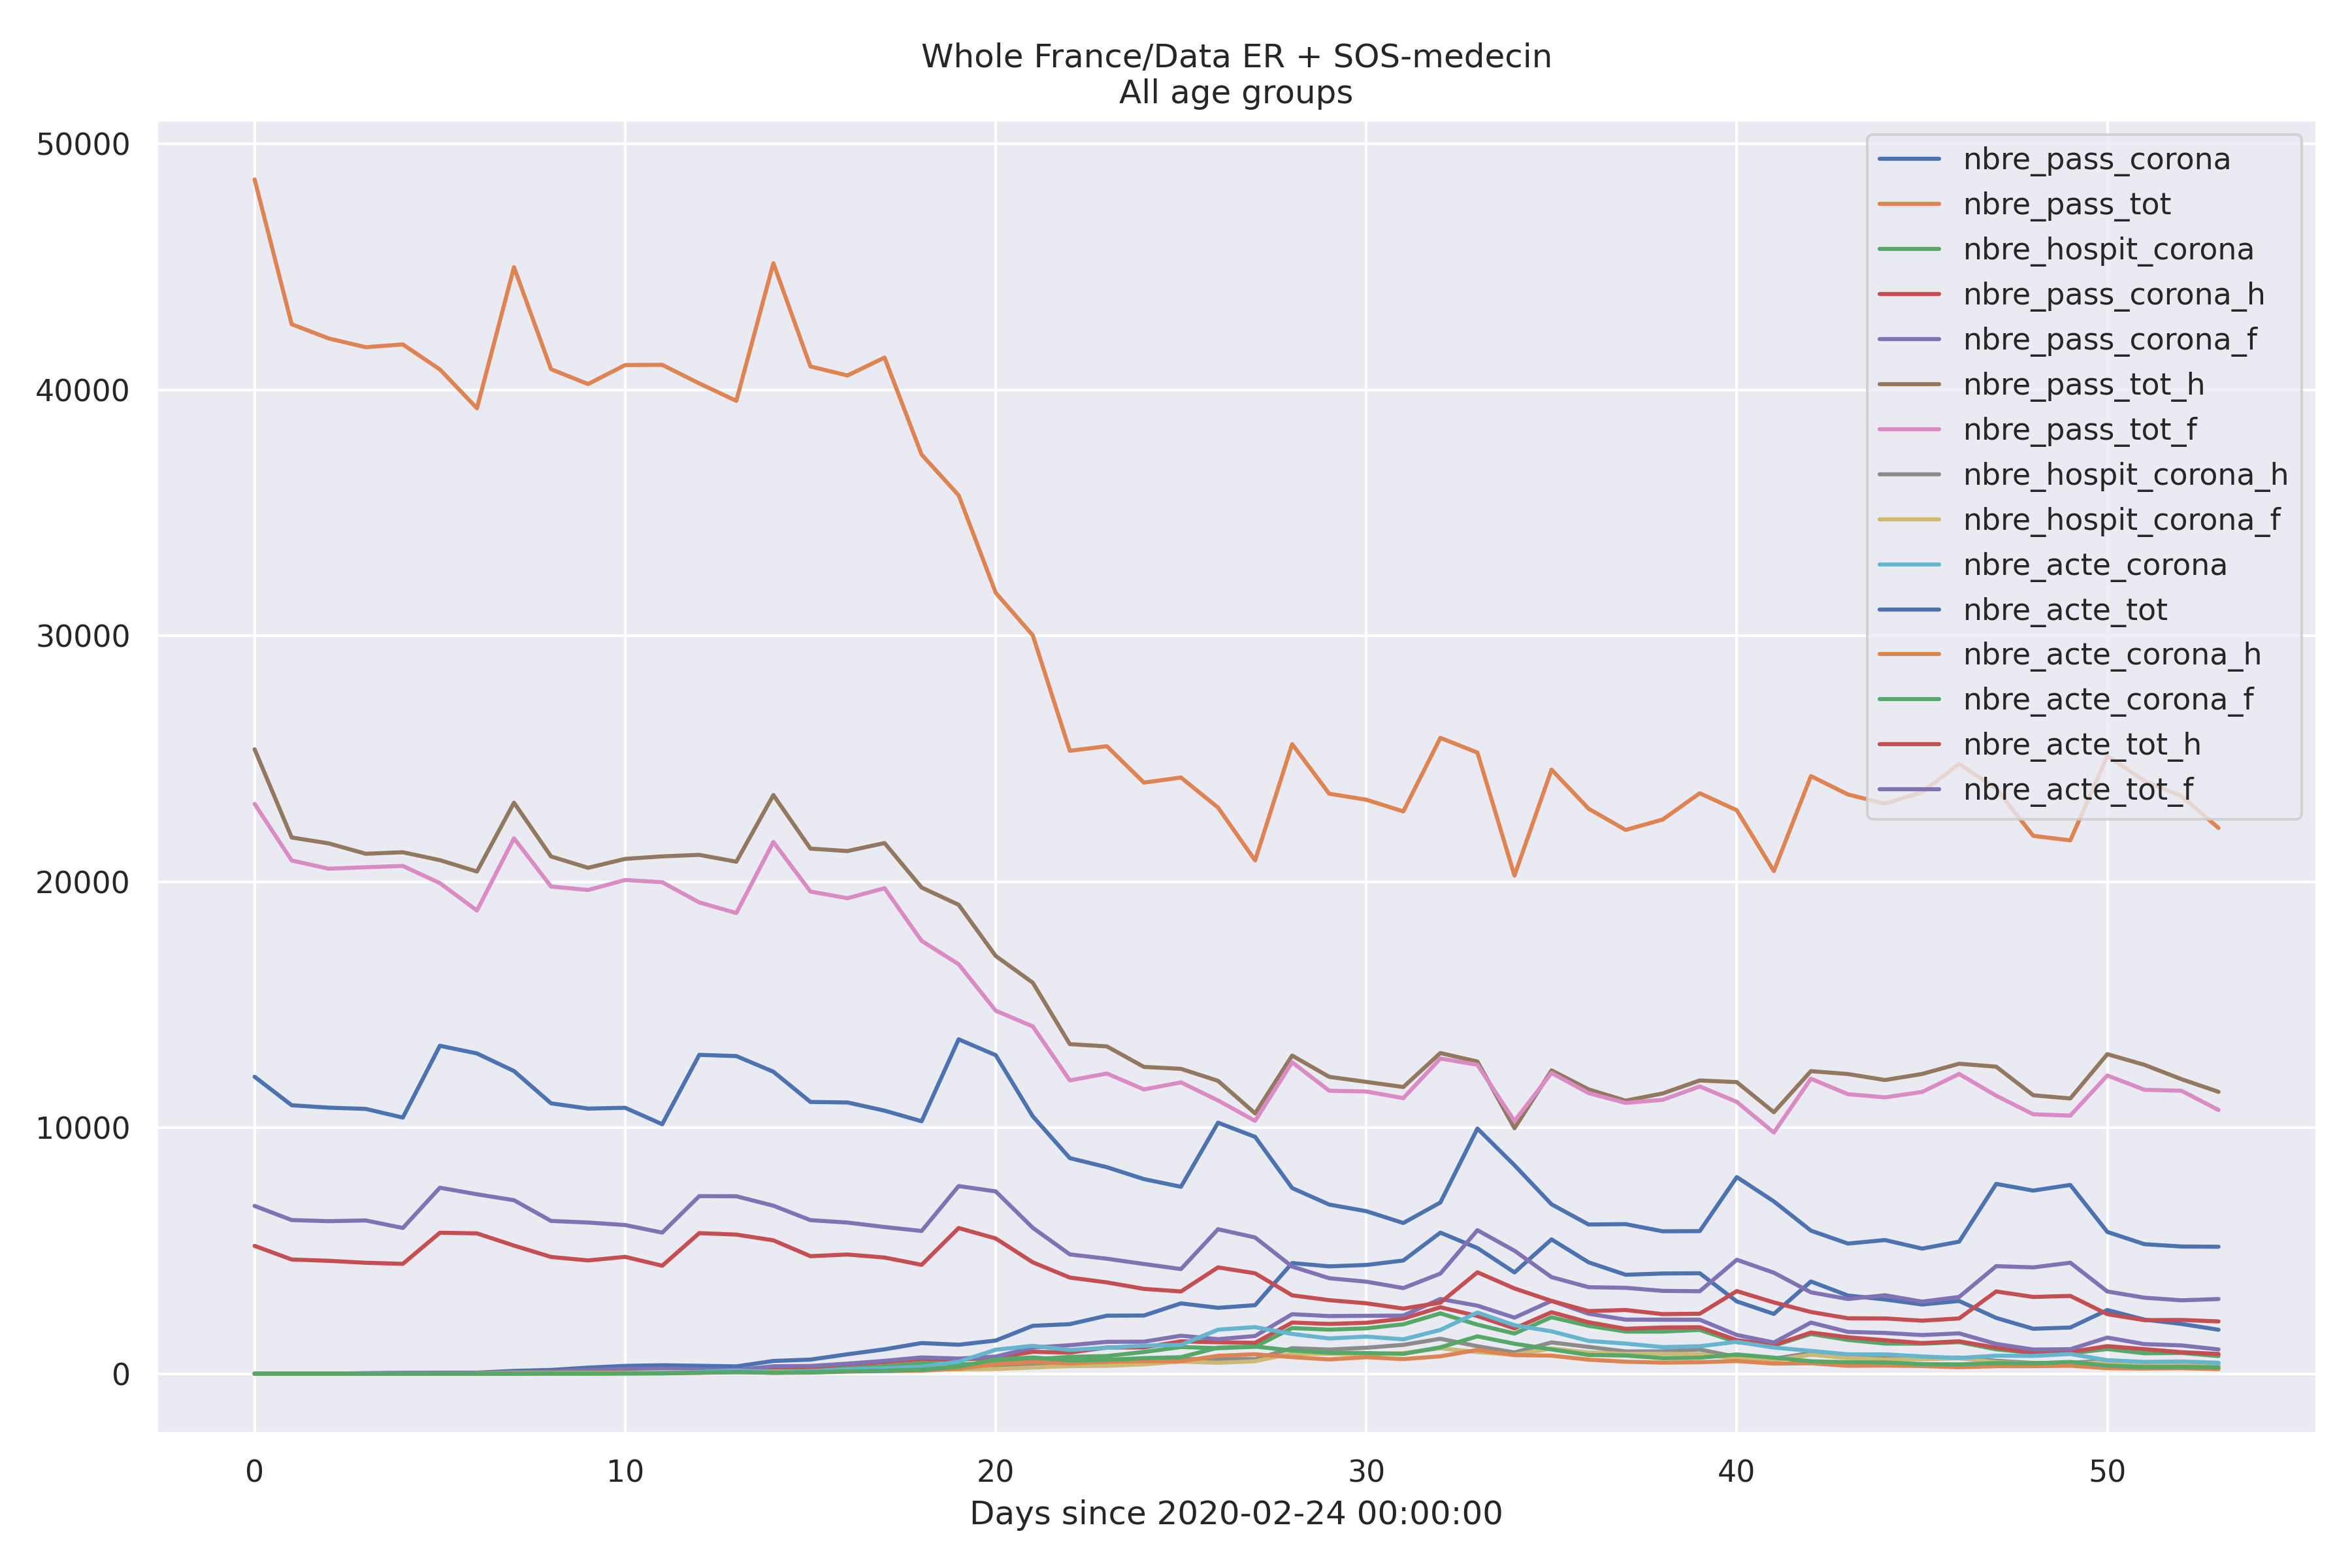 Whole France/Data ER + SOS-medecin
All age groups
50000
40000
30000
20000
10000
0
nbre_pass_corona
nbre_pass_tot
nbre_hospit_corona
nbre_pass_corona_h
nbre_pass_corona_f
nbre_pass_tot_h
nbre_pass_tot_f
nbre_hospit_corona_h
nbre_hospit_corona_f
nbre_acte_corona
nbre_acte_tot
nbre_acte_corona_h
nbre_acte_corona_f
nbre_acte_tot_h
nbre_acte_tot_f
0 10 20 30 40 50
Days since 2020-02-24 00:00:00